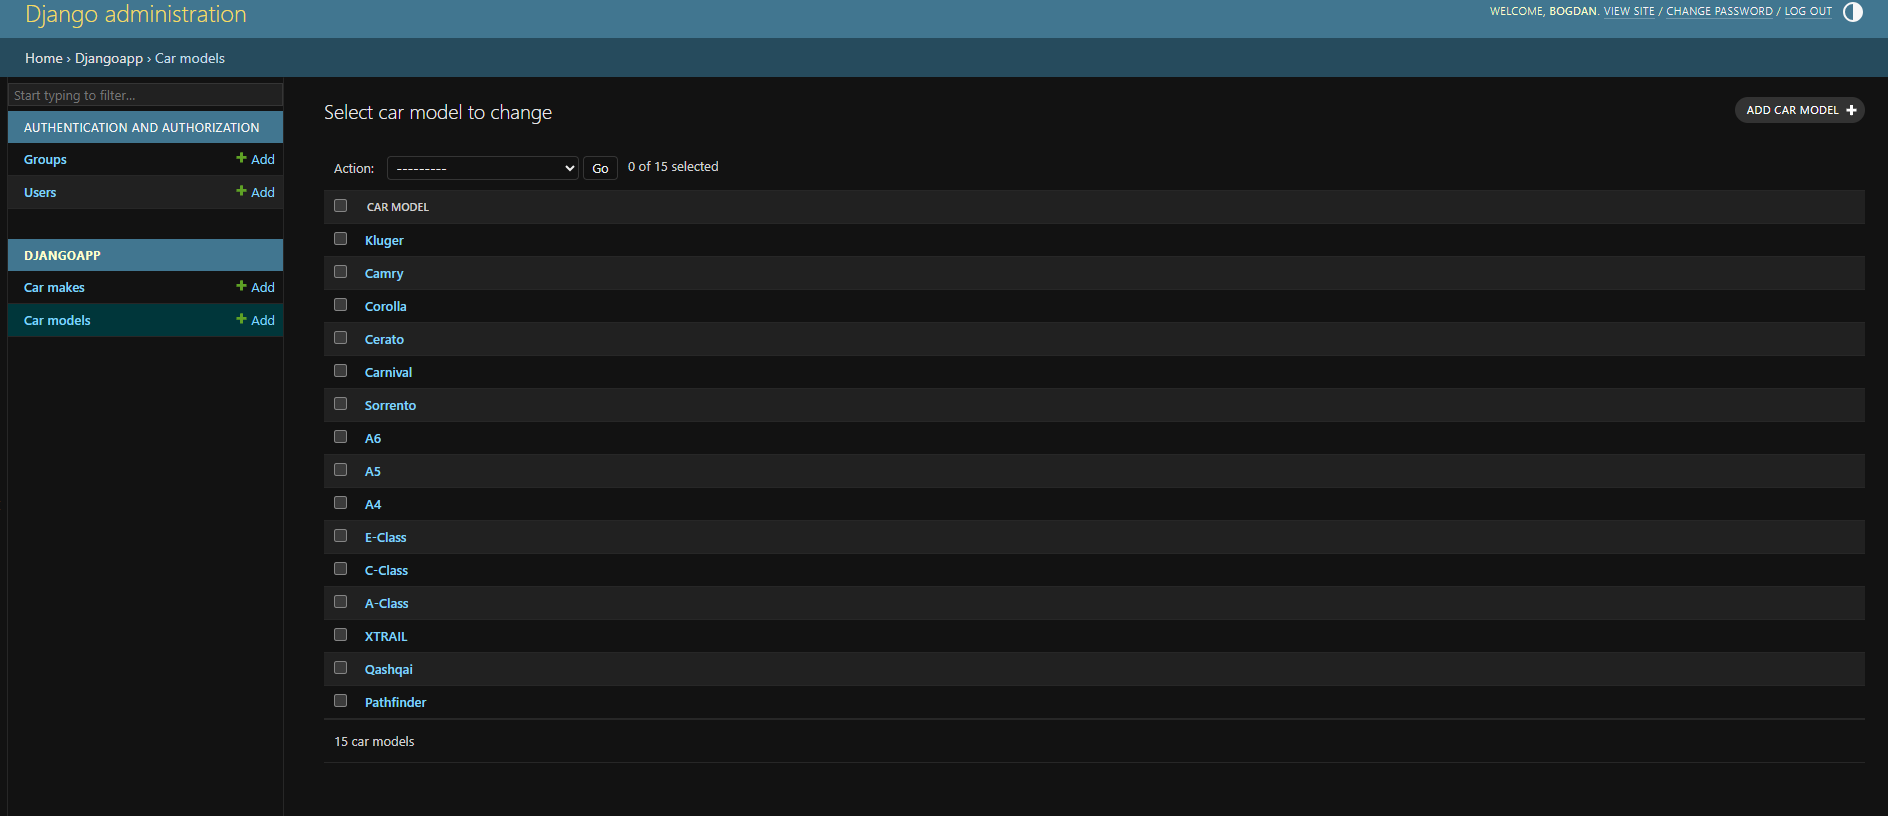 Django administration
WELCOME, BOGDAN. VIEW SITE / CHANGE PASSWORD / LOG OUT
Home › Djangoapp › Car models
Start typing to filter...
AUTHENTICATION AND AUTHORIZATION
Groups + Add
Users + Add
DJANGOAPP
Car makes + Add
Car models + Add
Select car model to change
ADD CAR MODEL +
Action: --------- Go 0 of 15 selected
CAR MODEL
Kluger
Camry
Corolla
Cerato
Carnival
Sorrento
A6
A5
A4
E-Class
C-Class
A-Class
XTRAIL
Qashqai
Pathfinder
15 car models